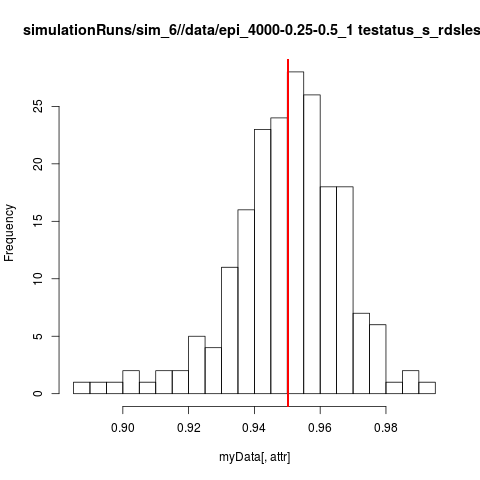 simulationRuns/sim_6//data/epi_4000-0.25-0.5_1 testatus_s_rdsles
Frequency
25
20
15
10
5
0
0.90 0.92 0.94 0.96 0.98
myData[, attr]